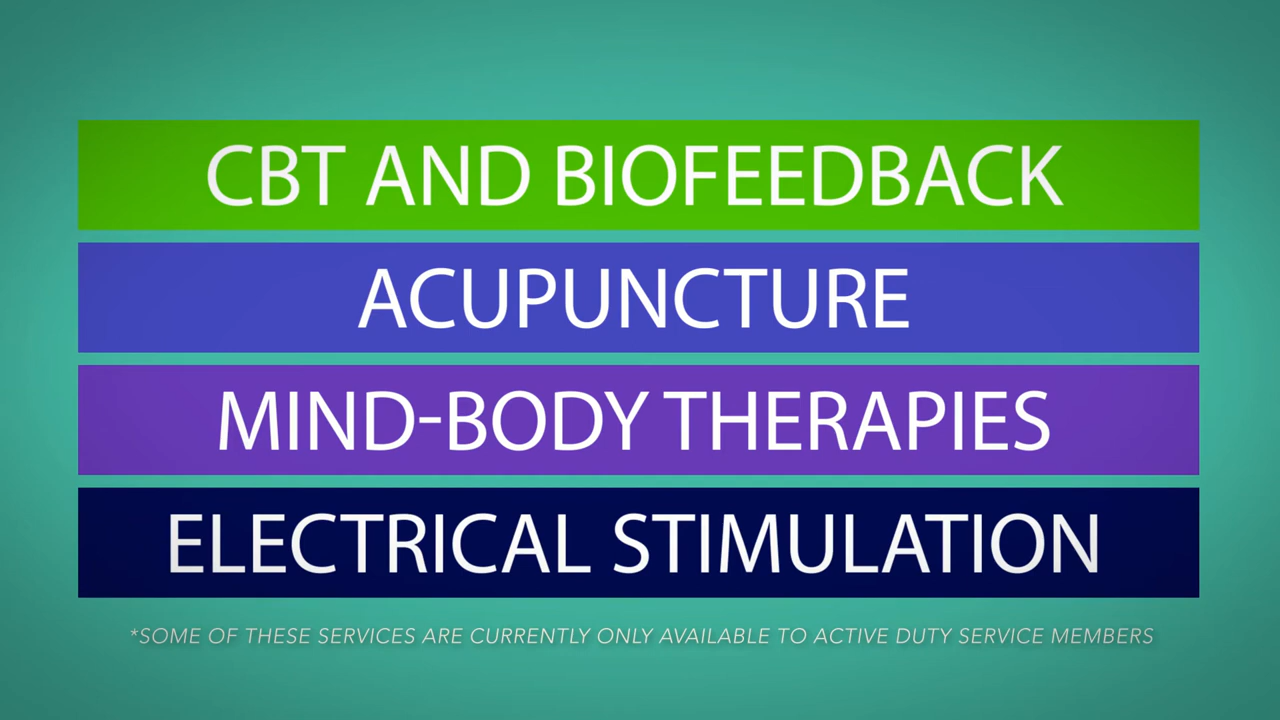 CBT AND BIOFEEDBACK
ACUPUNCTURE
MIND-BODY THERAPIES
ELECTRICAL STIMULATION
*SOME OF THESE SERVICES ARE CURRENTLY ONLY AVAILABLE TO ACTIVE DUTY SERVICE MEMBERS